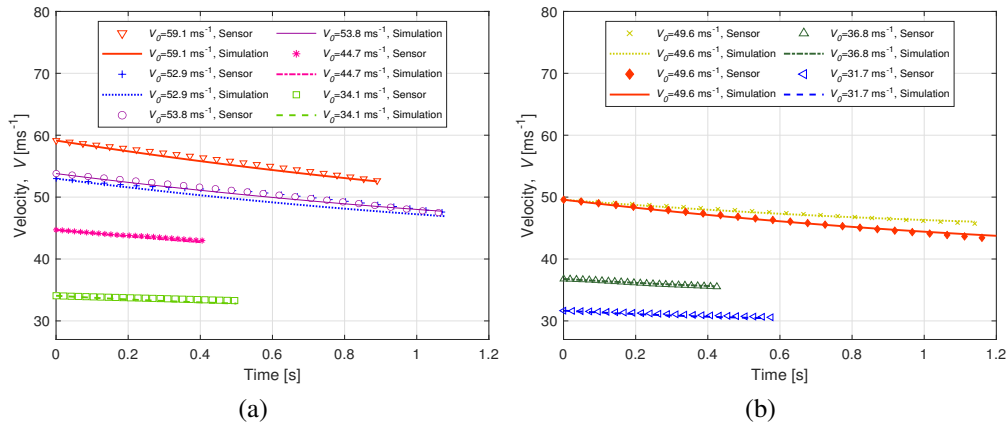 80
70
60
50
40
30
Velocity, V [ms⁻¹]
V₀=59.1 ms⁻¹, Sensor
V₀=59.1 ms⁻¹, Simulation
V₀=52.9 ms⁻¹, Sensor
V₀=52.9 ms⁻¹, Simulation
V₀=53.8 ms⁻¹, Sensor
V₀=53.8 ms⁻¹, Simulation
V₀=44.7 ms⁻¹, Sensor
V₀=44.7 ms⁻¹, Simulation
V₀=34.1 ms⁻¹, Sensor
V₀=34.1 ms⁻¹, Simulation
0 0.2 0.4 0.6 0.8 1 1.2
Time [s]
(a)
80
70
60
50
40
30
Velocity, V [ms⁻¹]
V₀=49.6 ms⁻¹, Sensor
V₀=49.6 ms⁻¹, Simulation
V₀=49.6 ms⁻¹, Sensor
V₀=49.6 ms⁻¹, Simulation
V₀=36.8 ms⁻¹, Sensor
V₀=36.8 ms⁻¹, Simulation
V₀=31.7 ms⁻¹, Sensor
V₀=31.7 ms⁻¹, Simulation
0 0.2 0.4 0.6 0.8 1 1.2
Time [s]
(b)